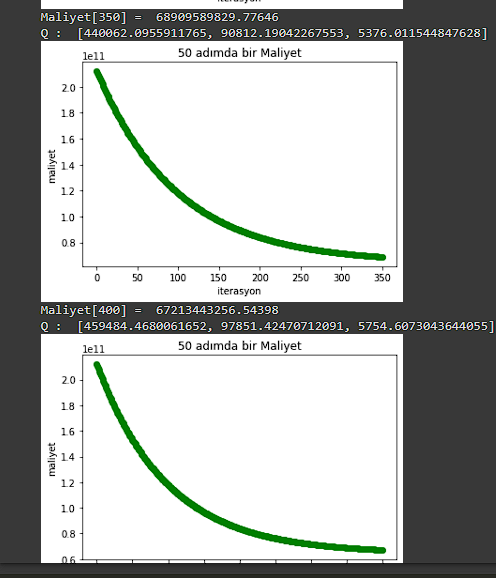 iterasyon
Maliyet[350] =  68909589829.77646
Q :  [440062.0955911765, 90812.19042267553, 5376.011544847628]
1e11
50 adımda bir Maliyet
2.0
1.8
1.6
1.4
1.2
1.0
0.8
maliyet
0 50 100 150 200 250 300 350
iterasyon
Maliyet[400] =  67213443256.54398
Q :  [459484.4680061652, 97851.42470712091, 5754.6073043644055]
1e11
50 adımda bir Maliyet
2.0
1.8
1.6
1.4
1.2
1.0
0.8
0.6
maliyet